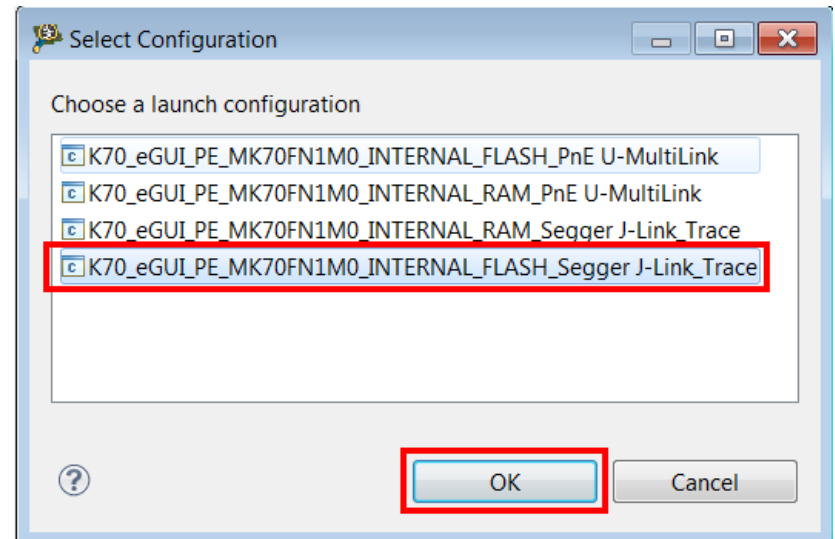 Select Configuration
Choose a launch configuration
K70_eGUI_PE_MK70FN1M0_INTERNAL_FLASH_PnE U-MultiLink
K70_eGUI_PE_MK70FN1M0_INTERNAL_RAM_PnE U-MultiLink
K70_eGUI_PE_MK70FN1M0_INTERNAL_RAM_Segger J-Link_Trace
K70_eGUI_PE_MK70FN1M0_INTERNAL_FLASH_Segger J-Link_Trace
OK Cancel